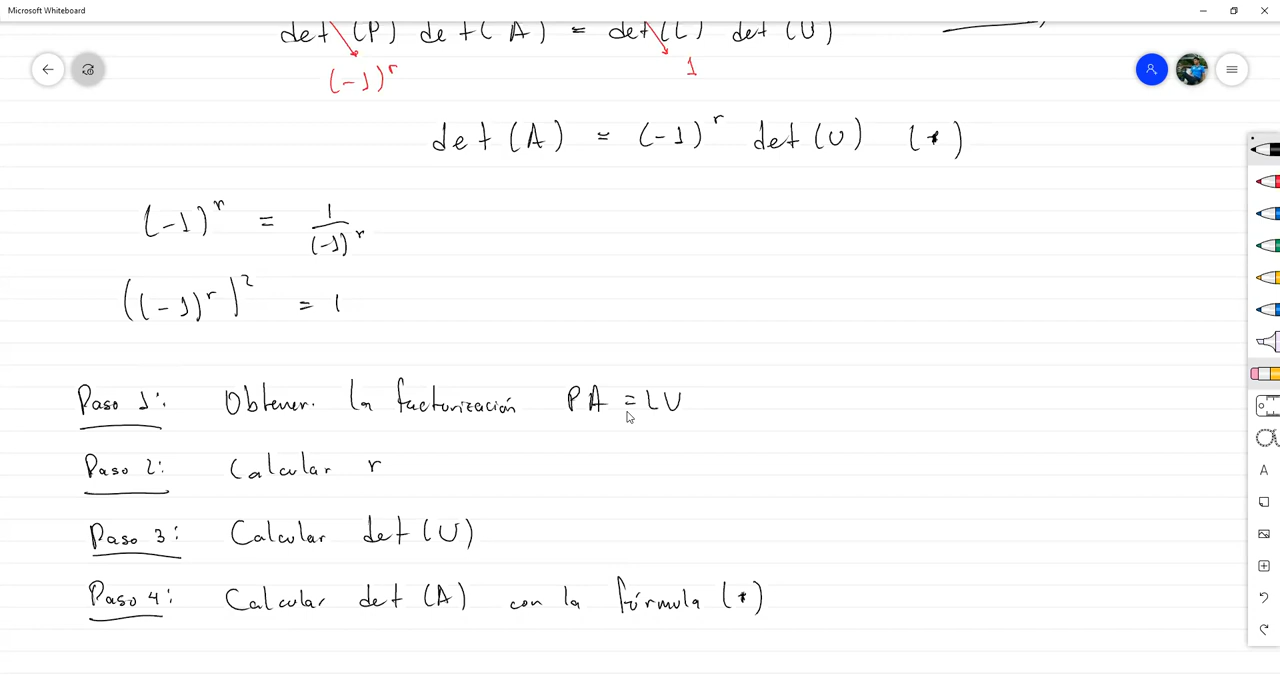 Microsoft Whiteboard
det (P) det (A) = det (L) det (U)
(-1)^r 1
det (A) = (-1)^r det (U) (*)
(-1)^r = 1/(-1)^r
((-1)^r)^2 = 1
Paso 1: Obtener. la factorización PA = LU
Paso 2: Calcular r
Paso 3: Calcular det (U)
Paso 4: Calcular det (A) con la fórmula (*)
A